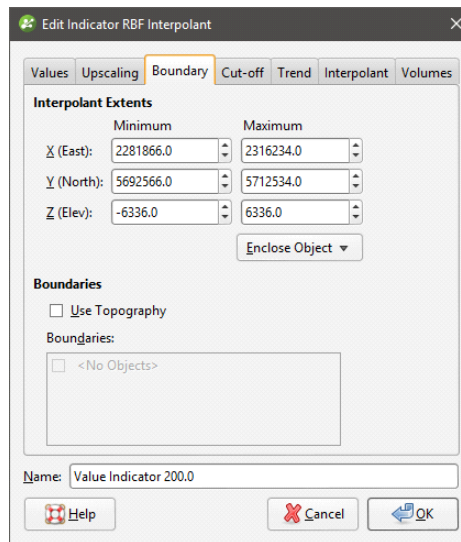 Edit Indicator RBF Interpolant
Values Upscaling Boundary Cut-off Trend Interpolant Volumes
Interpolant Extents
Minimum Maximum
X (East): 2281866.0 2316234.0
Y (North): 5692566.0 5712534.0
Z (Elev): -6336.0 6336.0
Enclose Object
Boundaries
Use Topography
Boundaries:
<No Objects>
Name: Value Indicator 200.0
Help Cancel OK